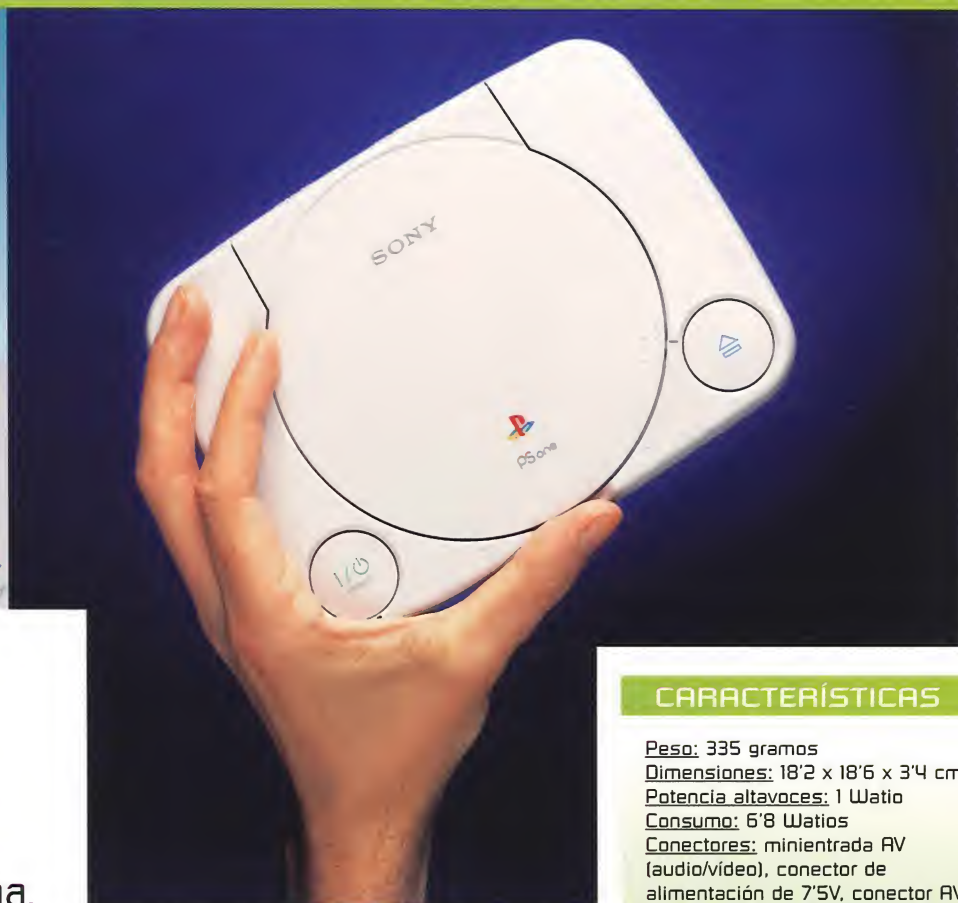 SONY
PS one
I/
CARACTERÍSTICAS
Peso: 335 gramos
Dimensiones: 18'2 x 18'6 x 3'4 cm
Potencia altavoces: 1 Watio
Consumo: 6'8 Watios
Conectores: minientrada AV
(audio/vídeo), conector de
alimentación de 7'5V, conector AV